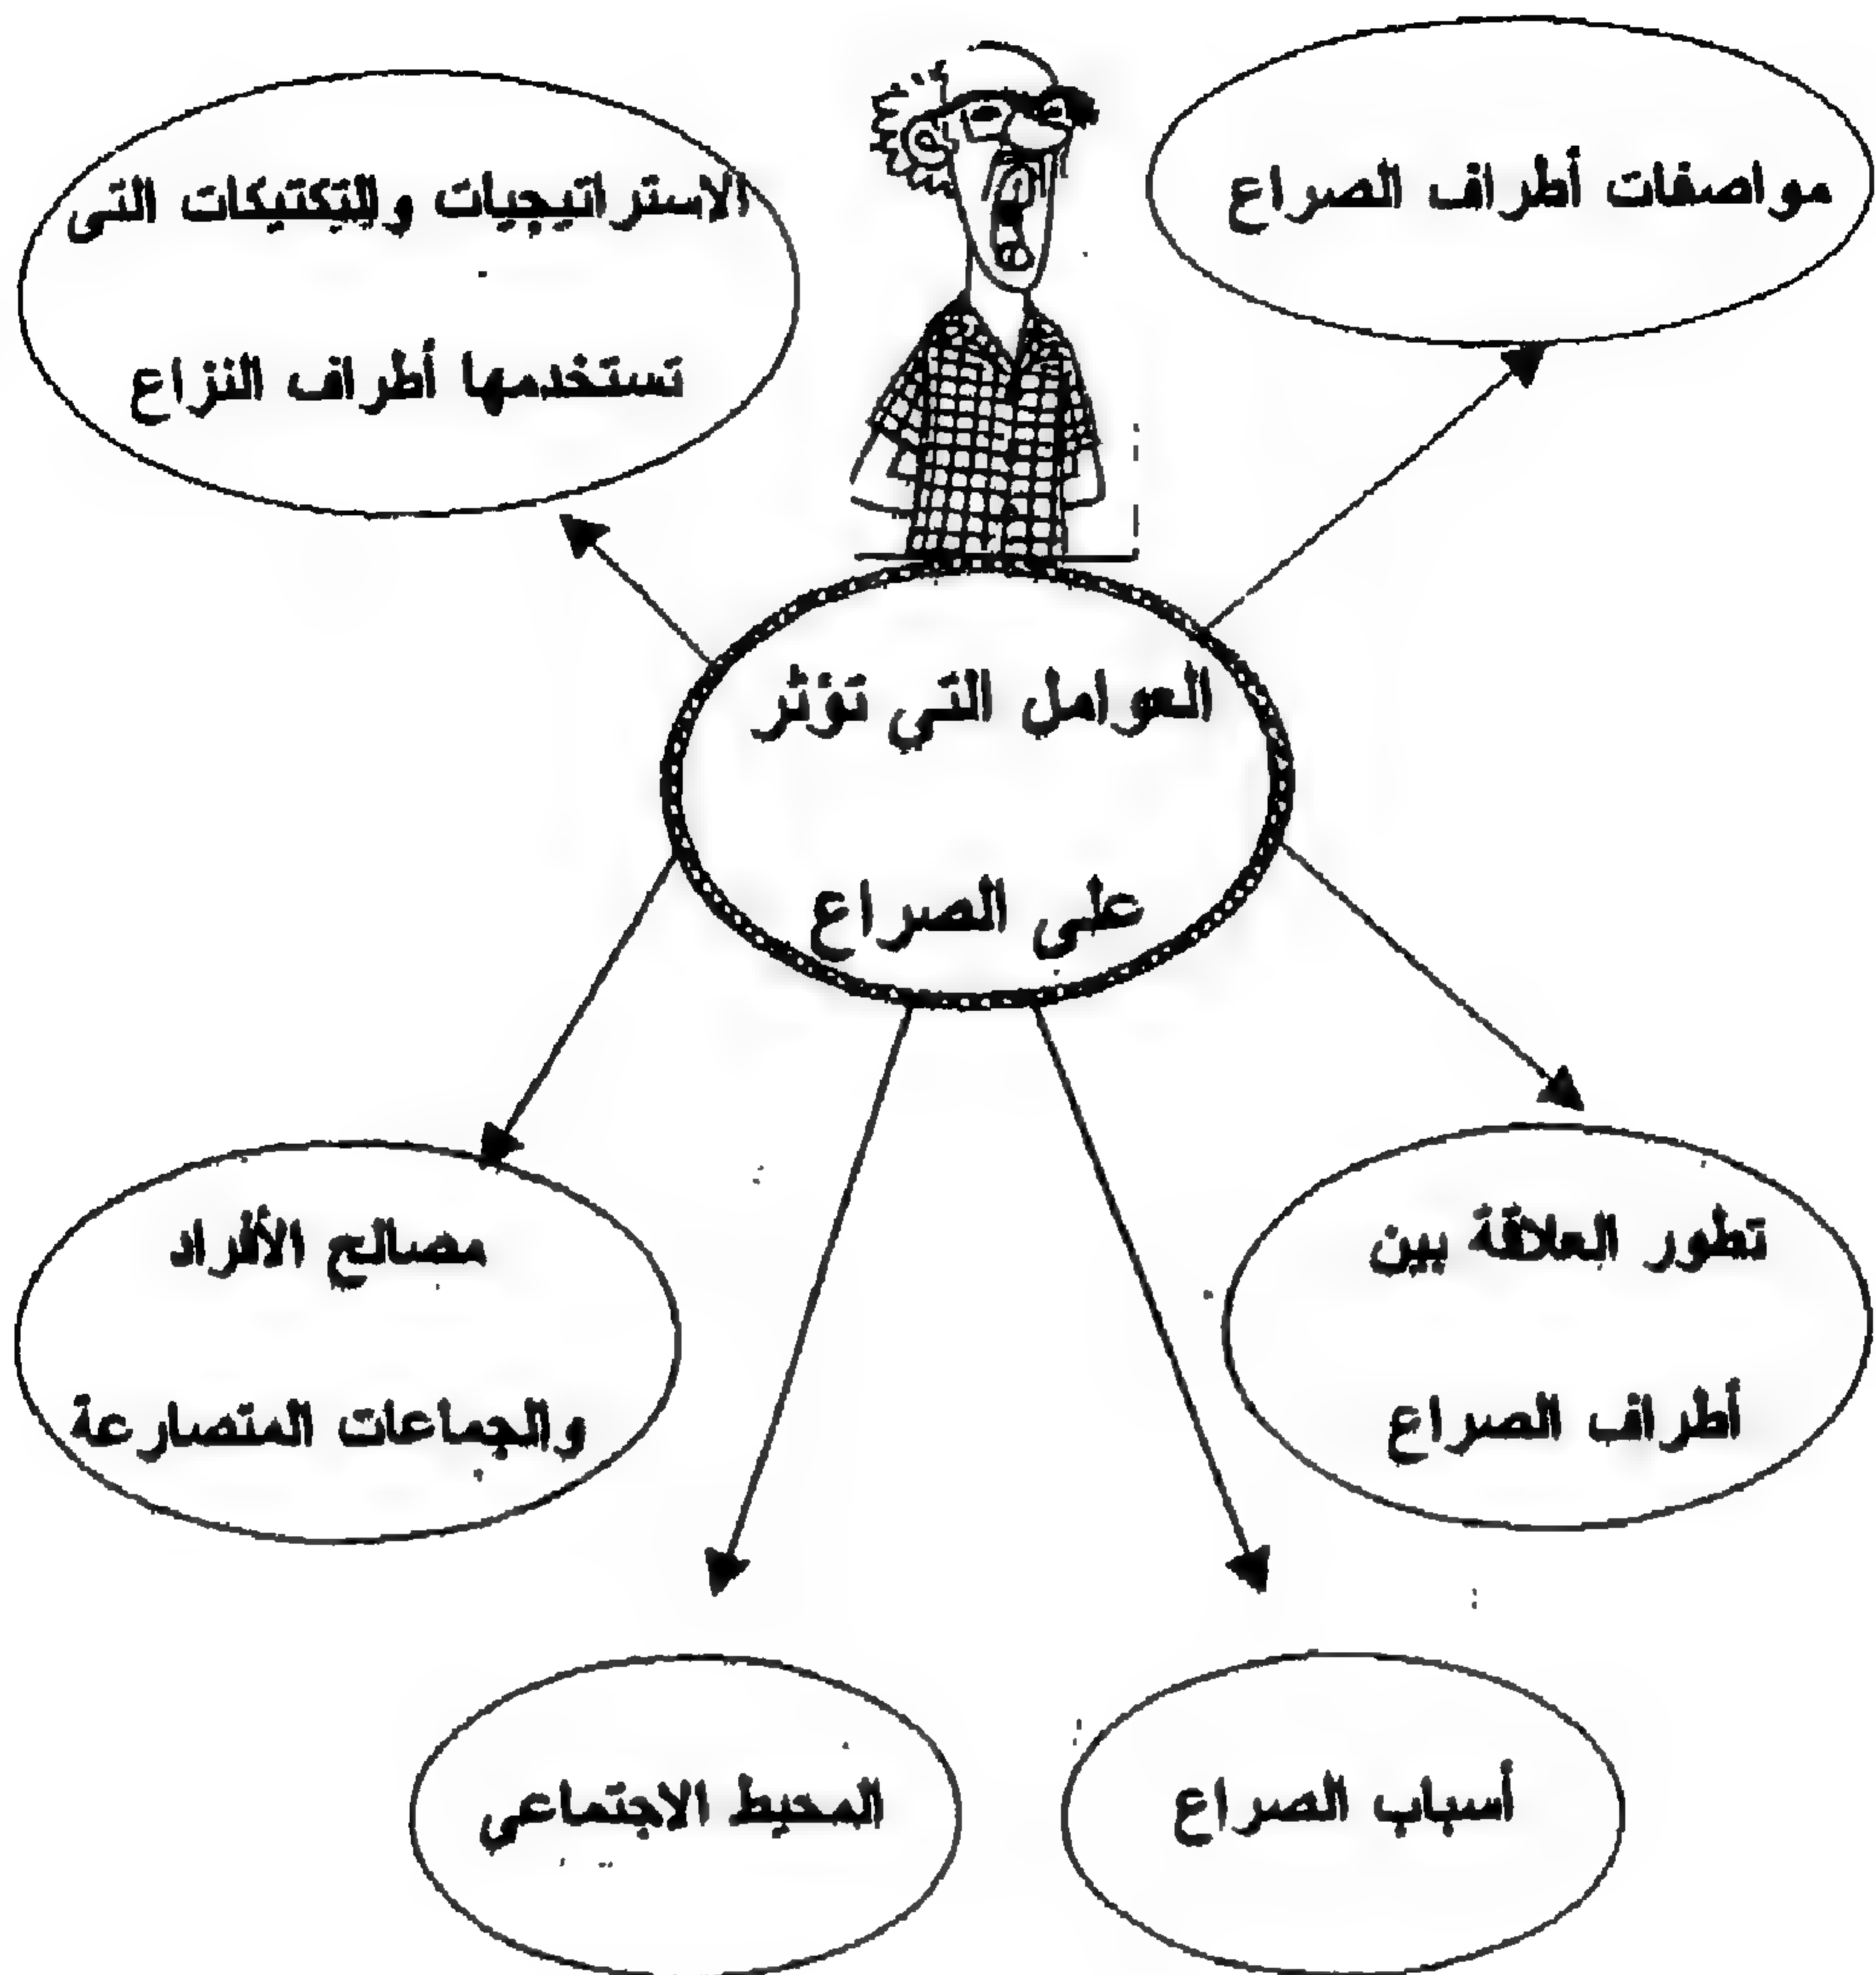 مواصفات أطراف الصراع
الاستراتيجيات والتكتيكات التى
تستخدمها أطراف النزاع
العوامل التي تؤثر
على الصراع
تطور العلاقة بين
أطراف الصراع
مصالح الأفراد
والجماعات المتصارعة
أسباب الصراع
المحيط الاجتماعى